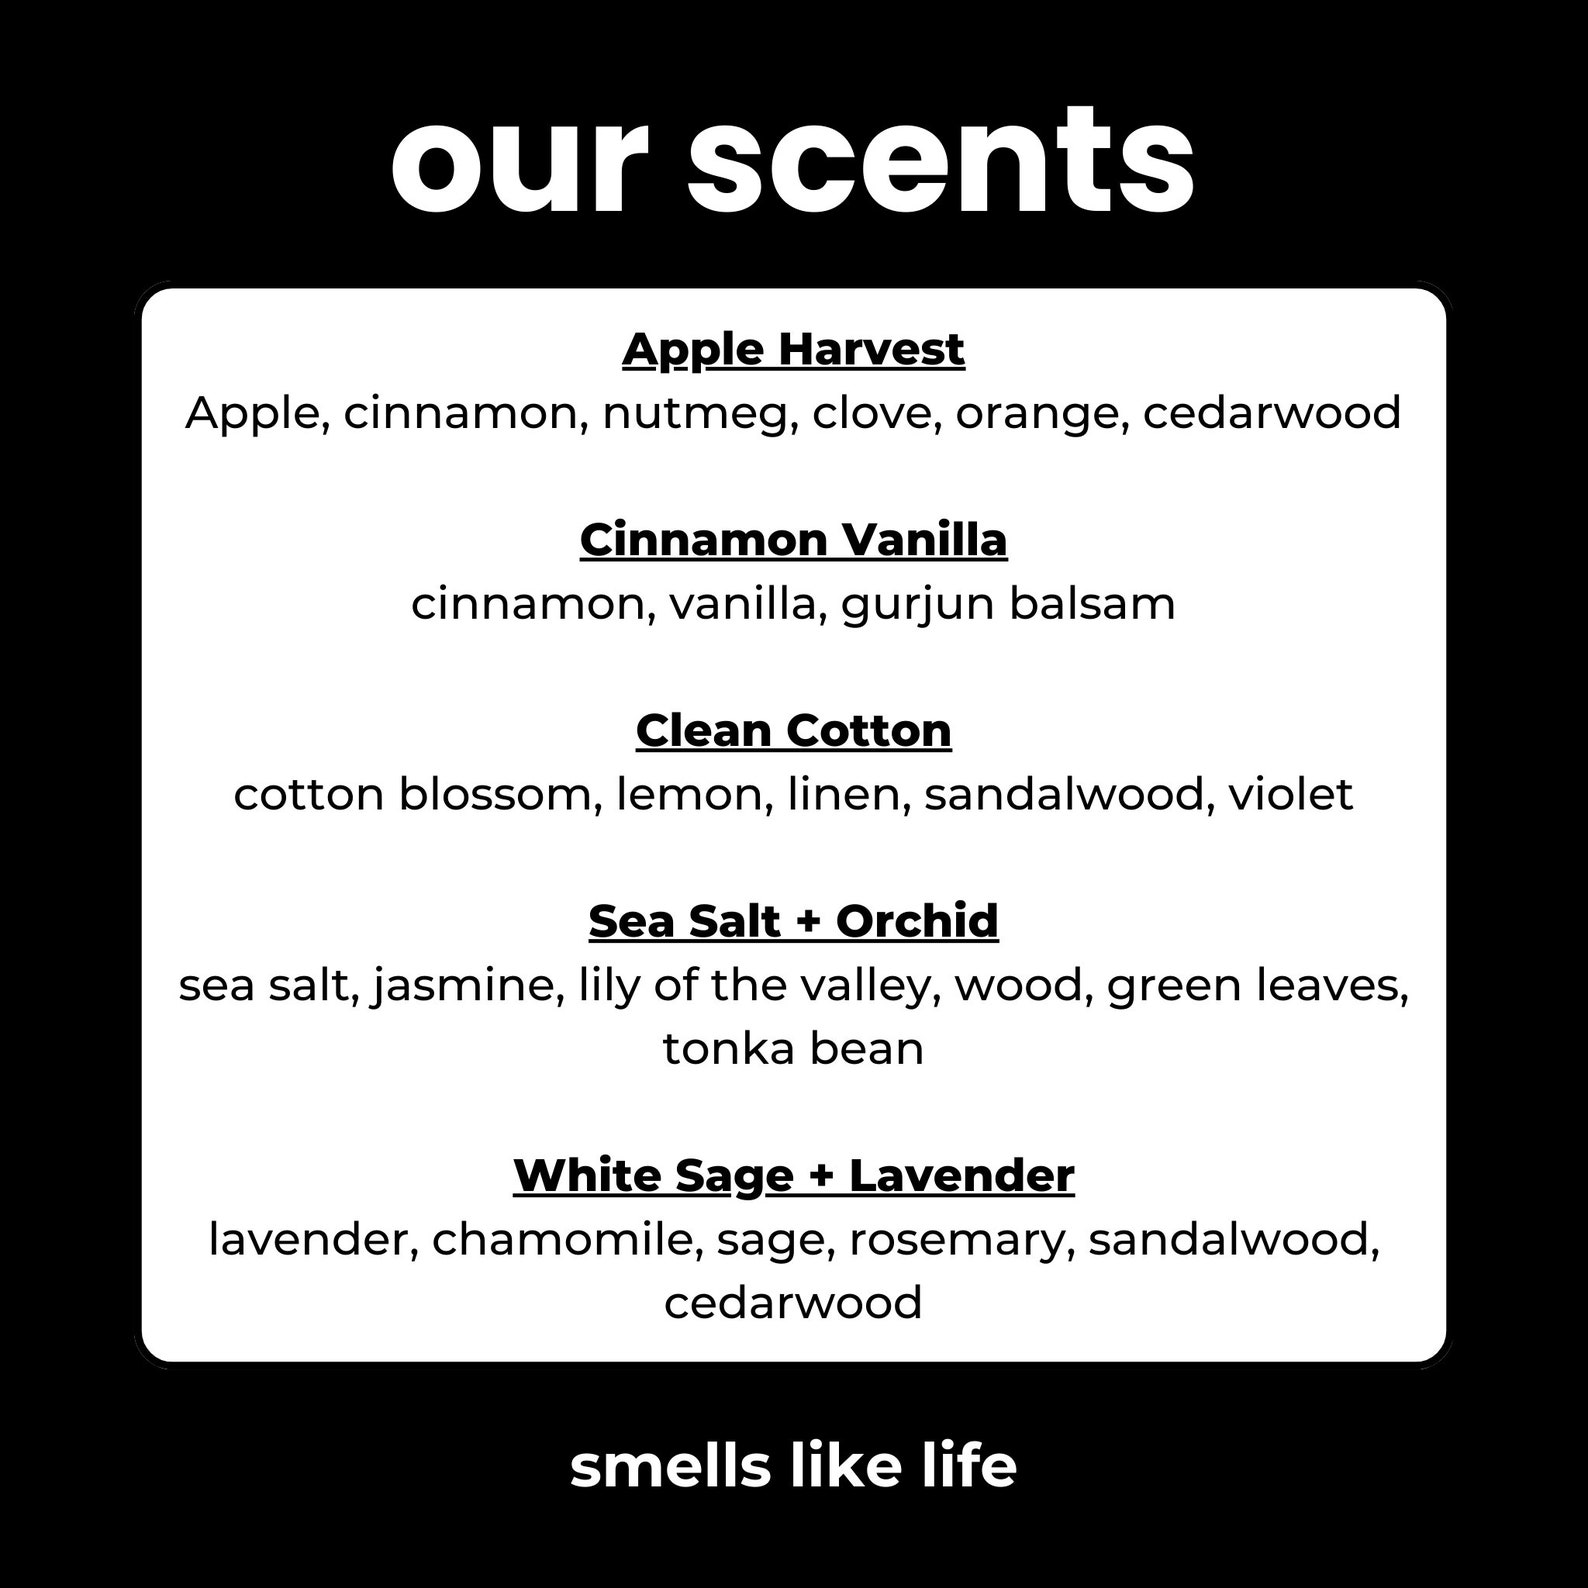 our scents
Apple Harvest
Apple, cinnamon, nutmeg, clove, orange, cedarwood
Cinnamon Vanilla
cinnamon, vanilla, gurjun balsam
Clean Cotton
cotton blossom, lemon, linen, sandalwood, violet
Sea Salt + Orchid
sea salt, jasmine, lily of the valley, wood, green leaves,
tonka bean
White Sage + Lavender
lavender, chamomile, sage, rosemary, sandalwood,
cedarwood
smells like life